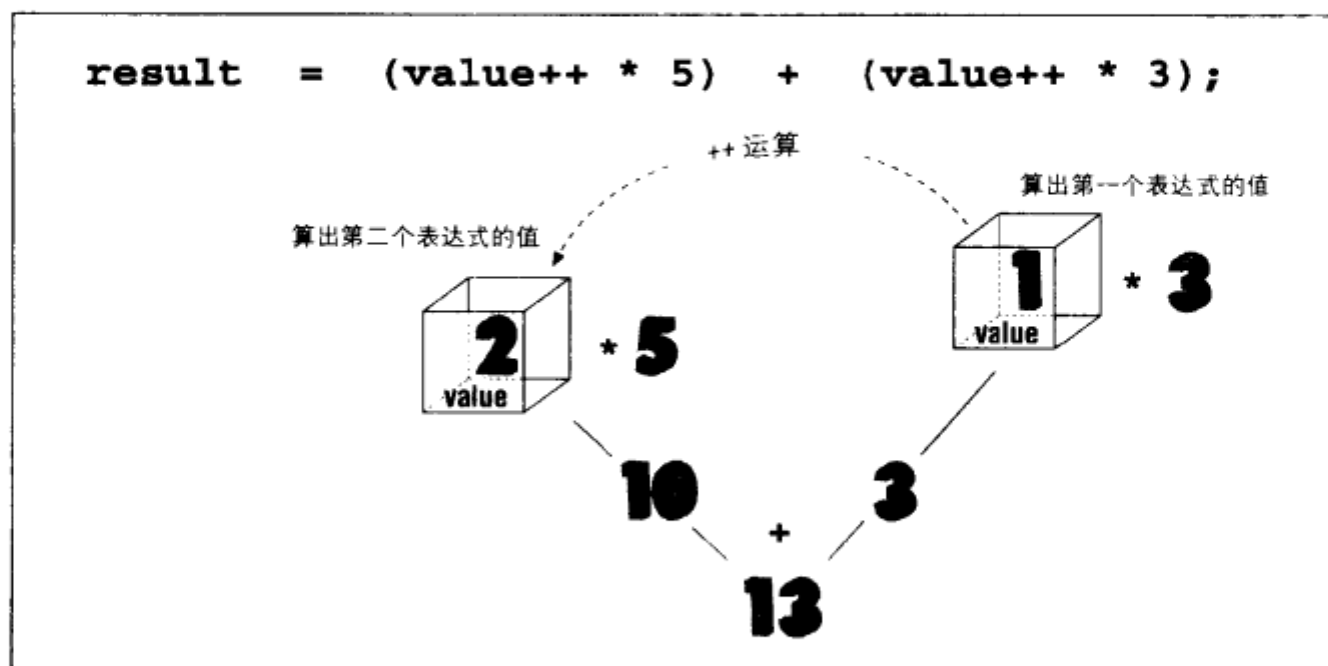 result = (value++ * 5) + (value++ * 3);
++ 运算
算出第一个表达式的值
算出第二个表达式的值
1 * 3
value
2 * 5
value
10 3
+
13